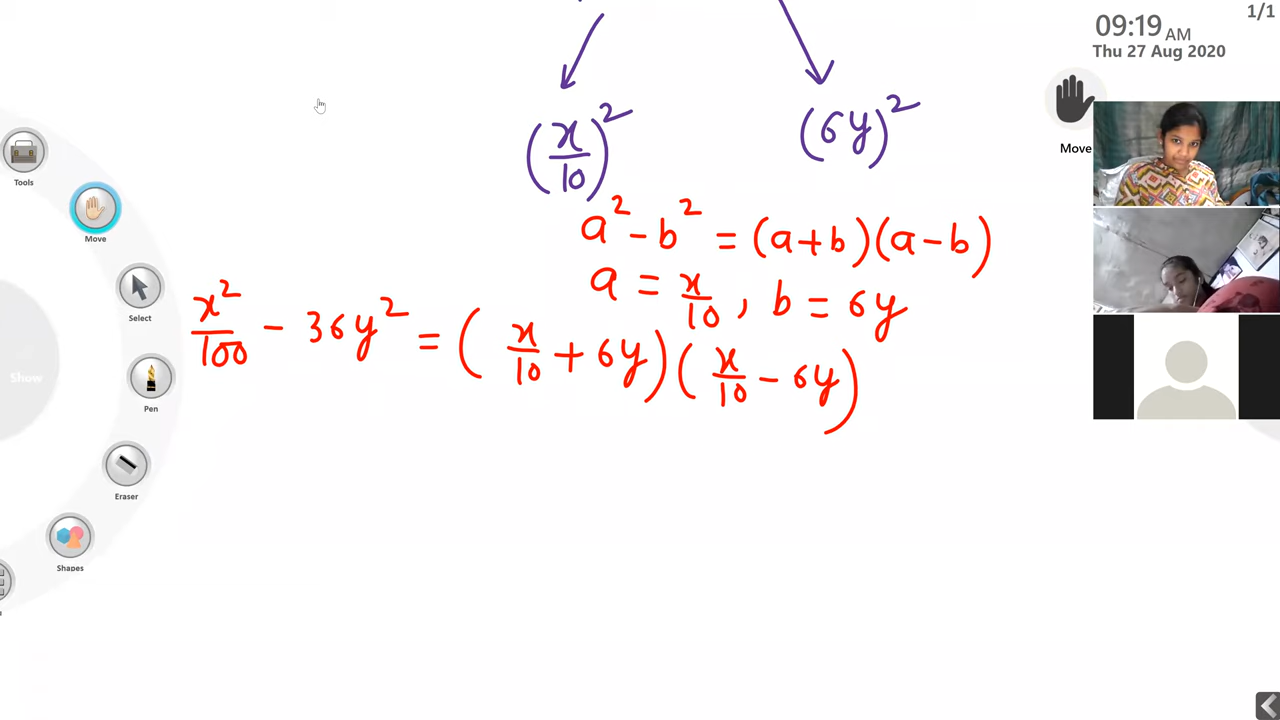 1/1
09:19 AM
Thu 27 Aug 2020
Tools
Move
Select
Show
Pen
Eraser
Shapes
Move
(x/10)² (6y)²
a² - b² = (a+b)(a-b)
a = x/10, b = 6y
x²/100 - 36y² = (x/10 + 6y)(x/10 - 6y)